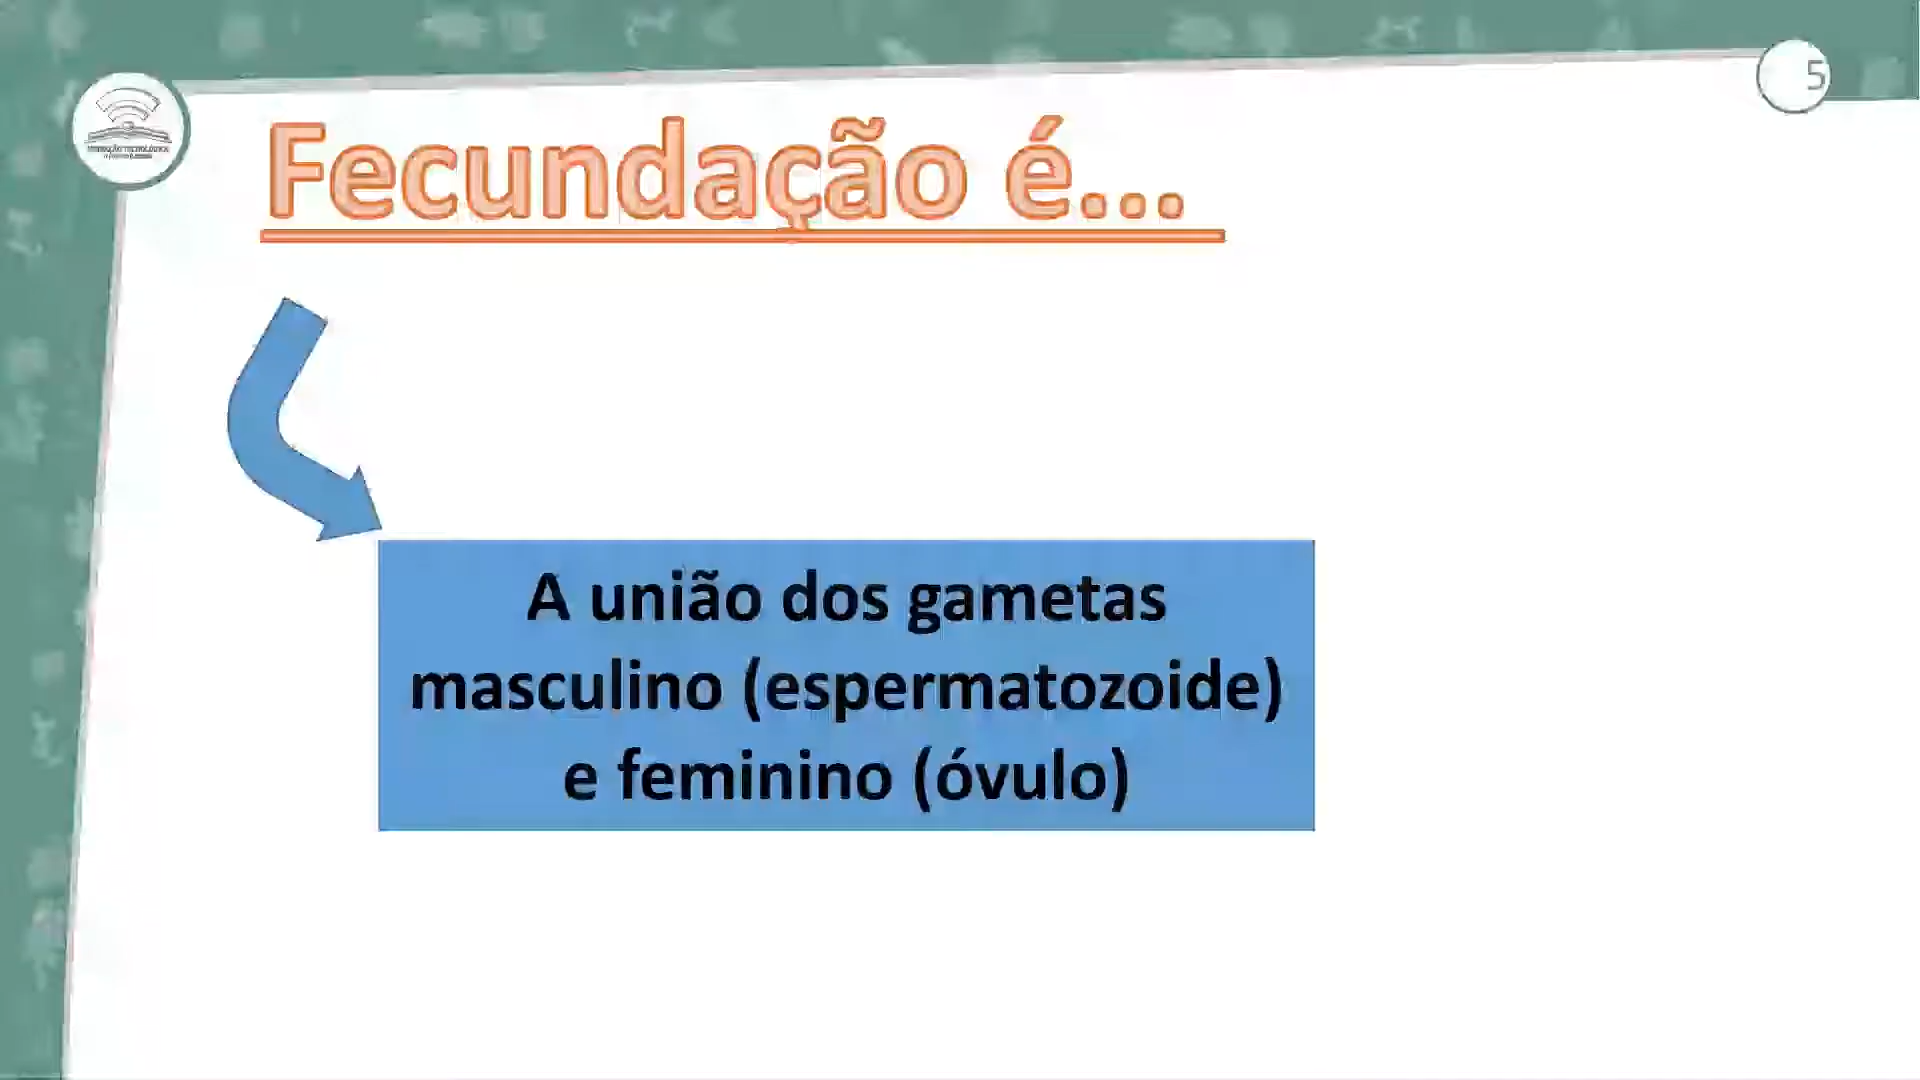 5
Fecundação é...
A união dos gametas
masculino (espermatozoide)
e feminino (óvulo)